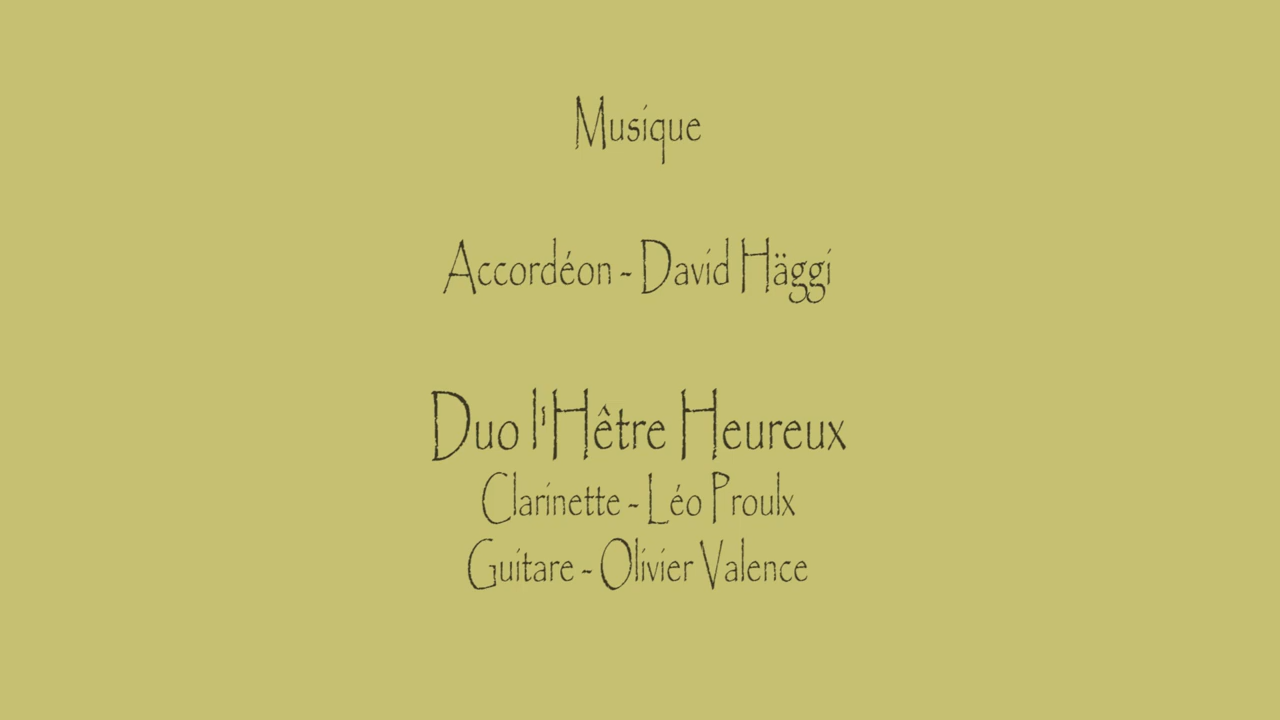 Musique
Accordéon - David Häggi
Duo l'Hêtre Heureux
Clarinette - Léo Proulx
Guitare - Olivier Valence